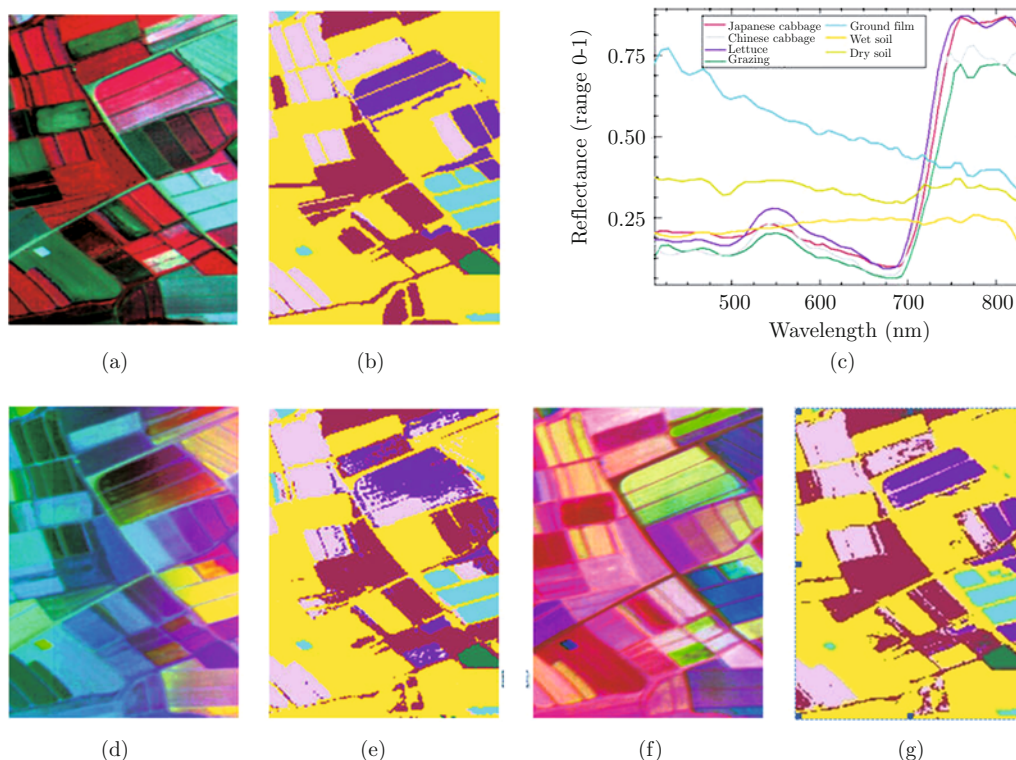 Japanese cabbage
Chinese cabbage
Lettuce
Grazing
Ground film
Wet soil
Dry soil
Reflectance (range 0-1)
0.75
0.50
0.25
500
600
700
800
Wavelength (nm)
(a)
(b)
(c)
(d)
(e)
(f)
(g)